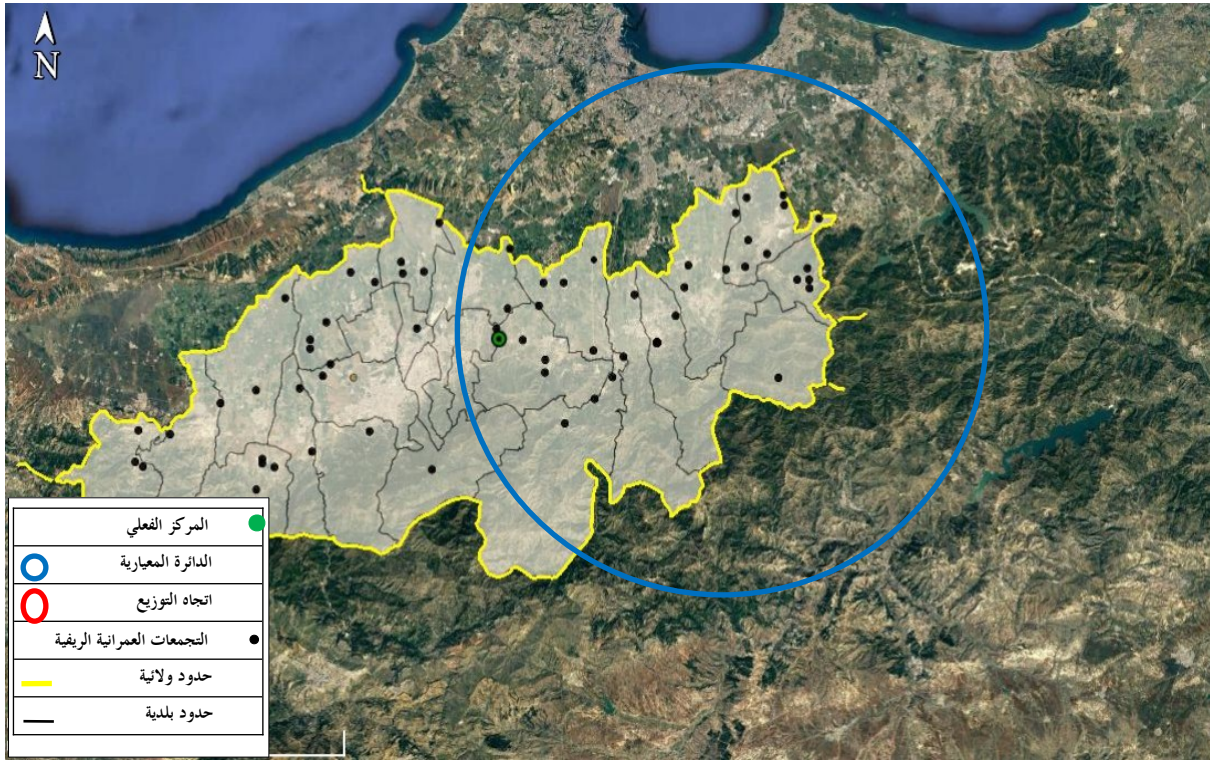 N
المركز الفعلي
الدائرة المعيارية
اتجاه التوزيع
التجمعات العمرانية الريفية
حدود ولائية
حدود بلدية